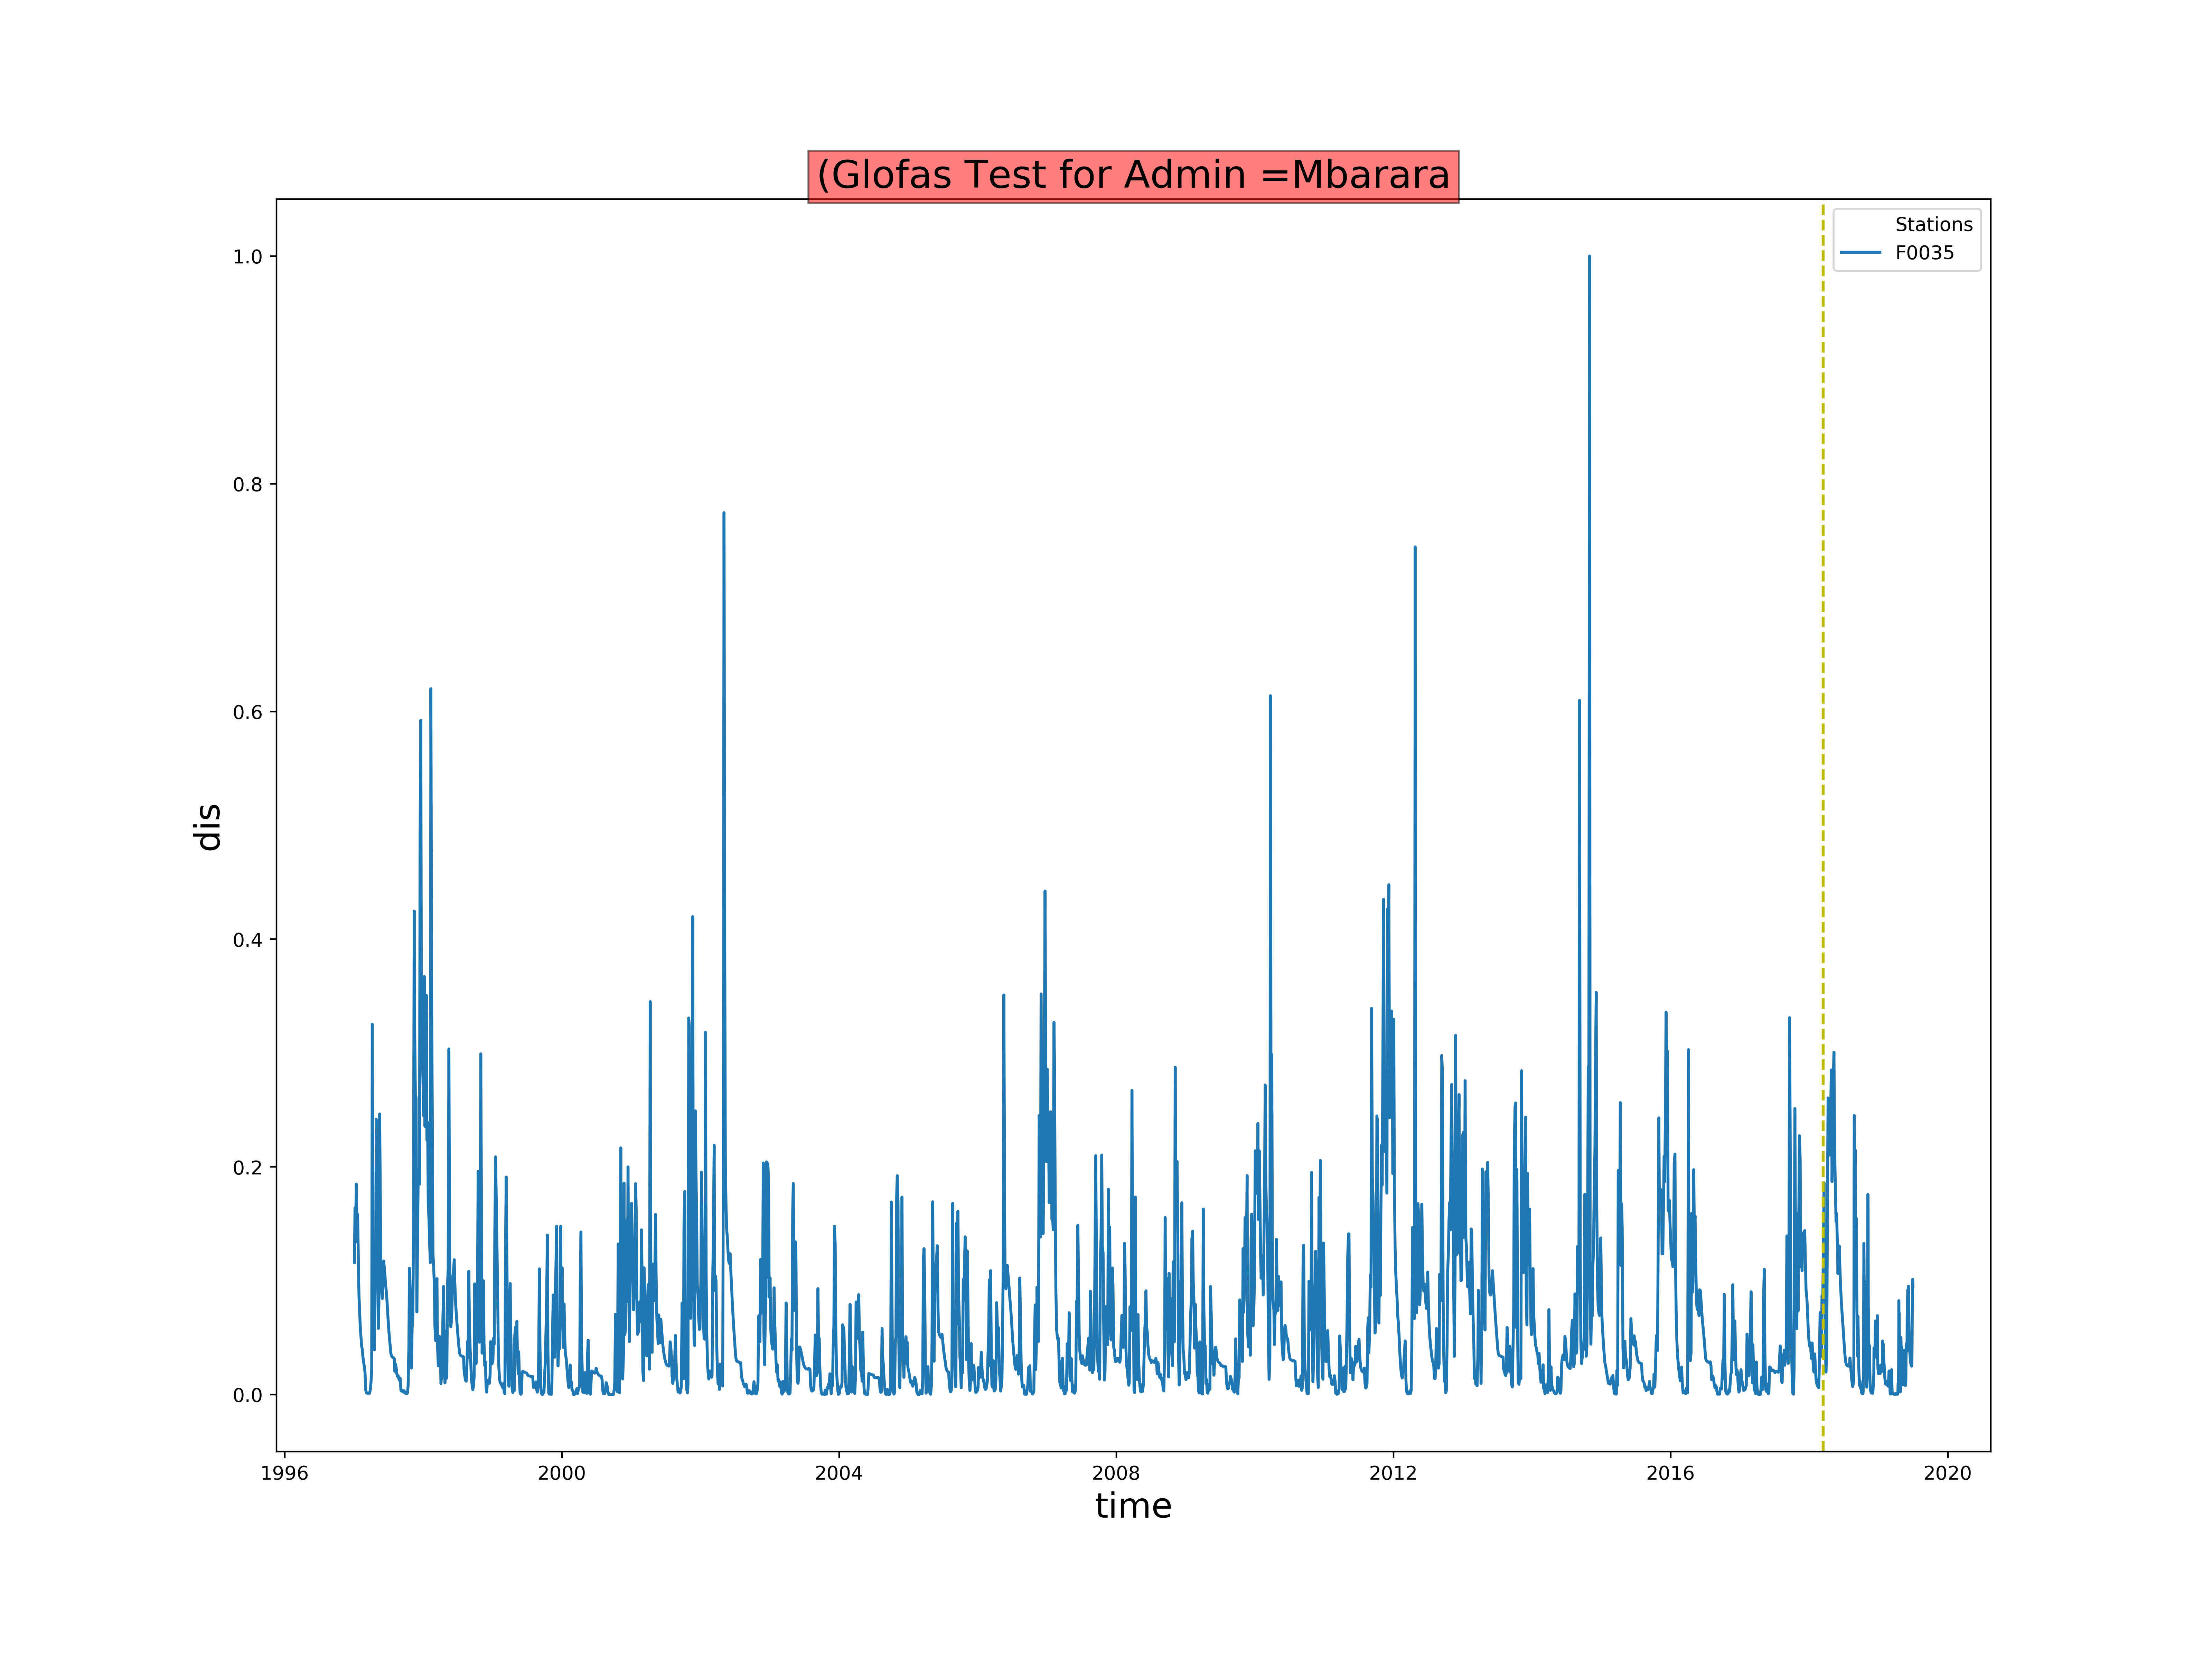 (Glofas Test for Admin =Mbarara
Stations
F0035
1.0
0.8
0.6
0.4
0.2
0.0
dis
1996 2000 2004 2008 2012 2016 2020
time